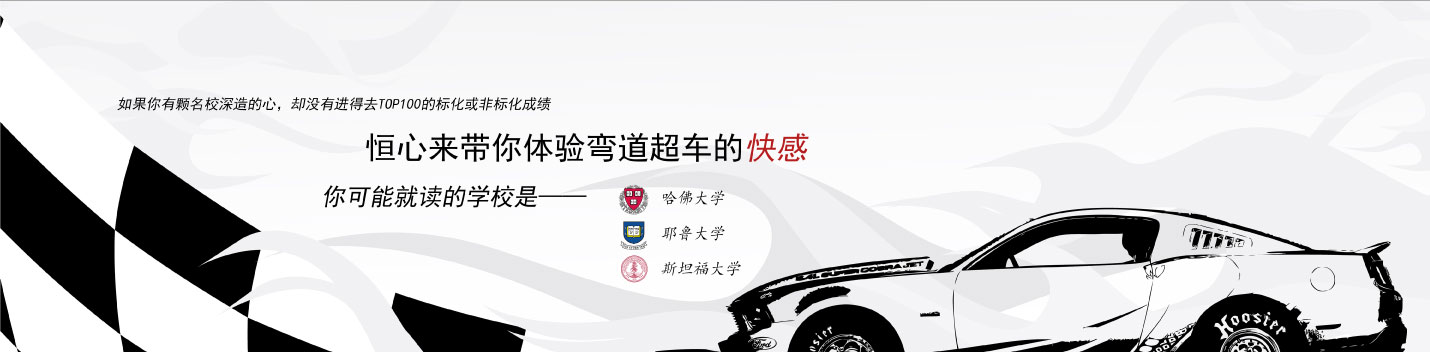 如果你有颗名校深造的心，却没有进得去TOP100的标化或非标化成绩
恒心来带你体验弯道超车的快感
你可能就读的学校是——
哈佛大学
耶鲁大学
斯坦福大学
5.4L SUPER COBRA JET
Ford
Hoosier
Hoosier